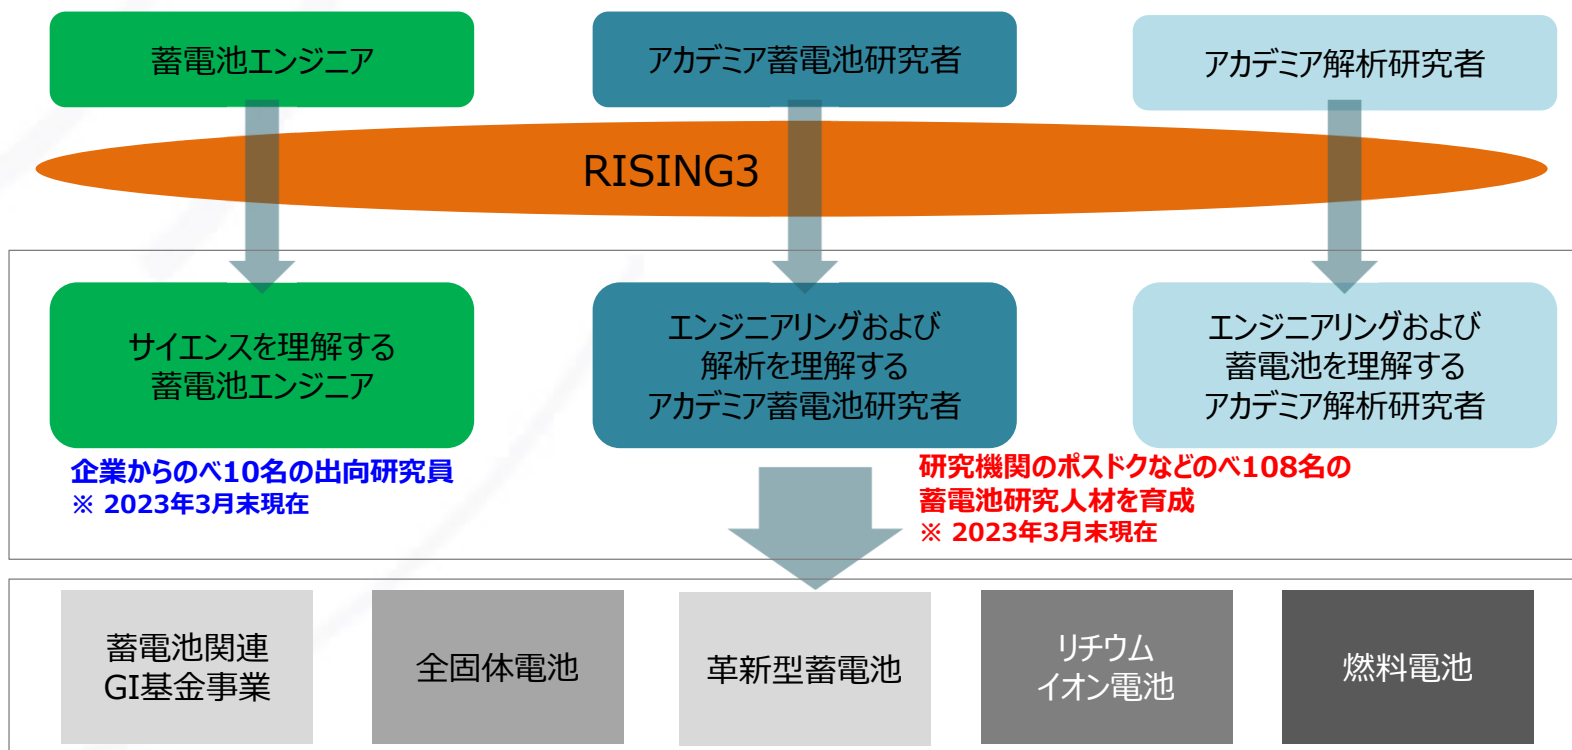 蓄電池エンジニア
アカデミア蓄電池研究者
アカデミア解析研究者
RISING3
サイエンスを理解する
蓄電池エンジニア
エンジニアリングおよび
解析を理解する
アカデミア蓄電池研究者
エンジニアリングおよび
蓄電池を理解する
アカデミア解析研究者
企業からのべ10名の出向研究員
※ 2023年3月末現在
研究機関のポスドクなどのべ108名の
蓄電池研究人材を育成
※ 2023年3月末現在
蓄電池関連
GI基金事業
全固体電池
革新型蓄電池
リチウム
イオン電池
燃料電池